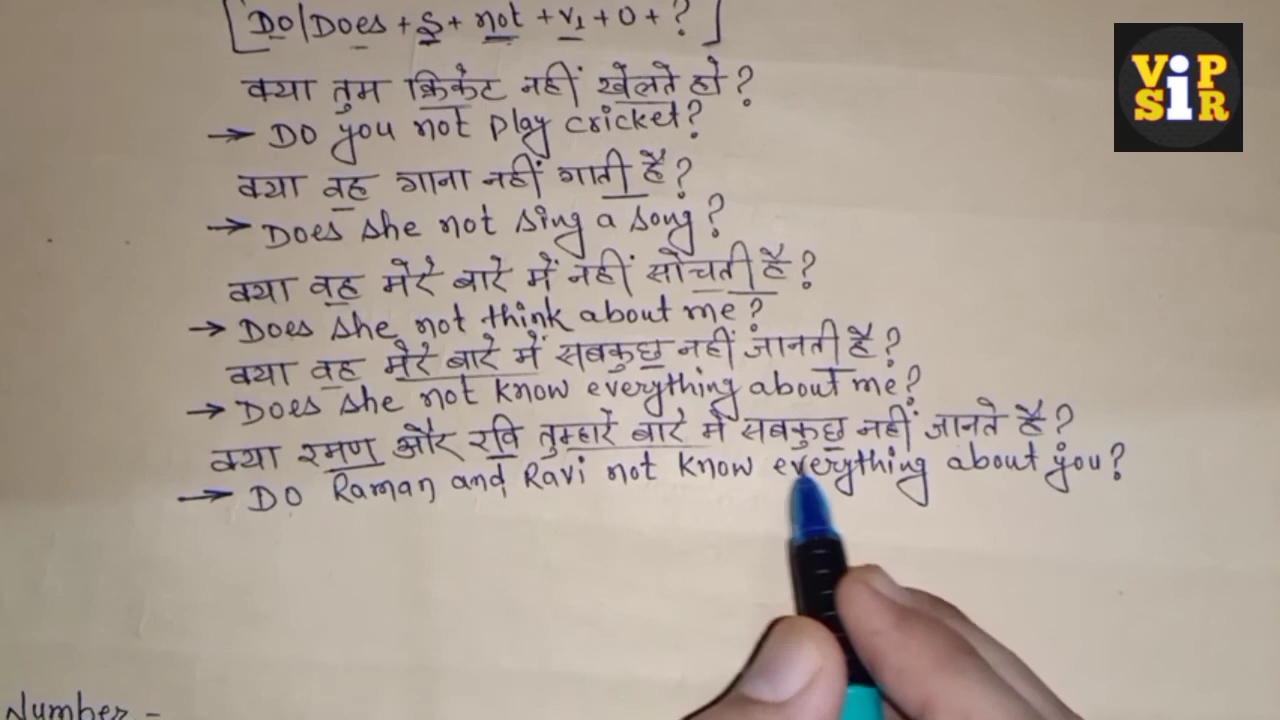 [Do/Does + S + not + V1 + O + ?]
क्या तुम क्रिकेट नहीं खेलते हो?
→ Do you not play cricket?
क्या वह गाना नहीं गाती है?
→ Does she not sing a song?
क्या वह मेरे बारे में नहीं सोचती है?
→ Does she not think about me?
क्या वह मेरे बारे में सबकुछ नहीं जानती है?
→ Does she not know everything about me?
क्या रमण और रवि तुम्हारे बारे में सबकुछ नहीं जानते है?
→ Do Raman and Ravi not know everything about you?
Number -
ViP
SiR